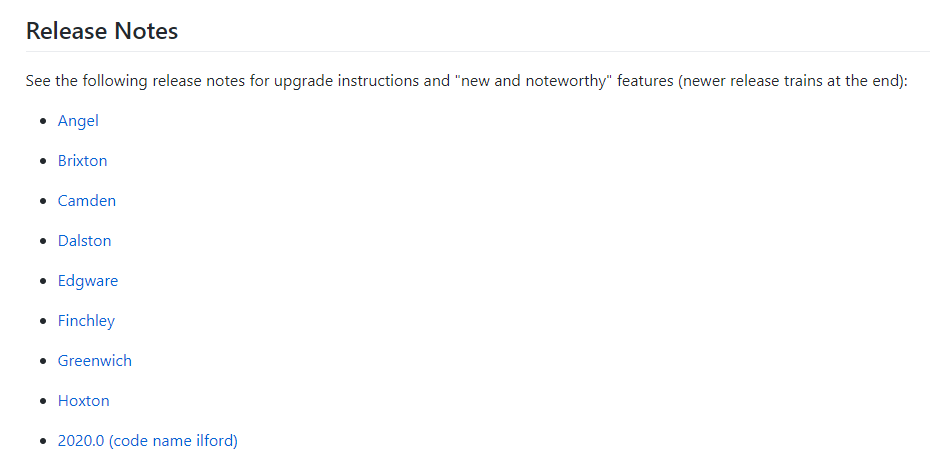 Release Notes
See the following release notes for upgrade instructions and "new and noteworthy" features (newer release trains at the end):
• Angel
• Brixton
• Camden
• Dalston
• Edgware
• Finchley
• Greenwich
• Hoxton
• 2020.0 (code name ilford)